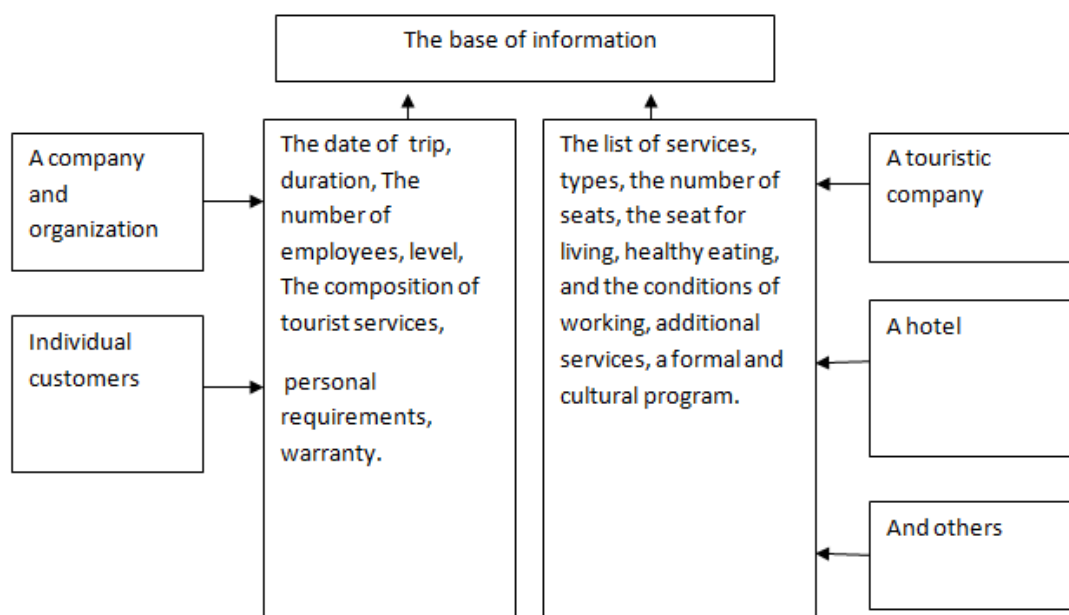 The base of information
A company
and
organization
Individual
customers
The date of trip,
duration, The
number of
employees, level,
The composition of
tourist services,
personal
requirements,
warranty.
The list of services,
types, the number of
seats, the seat for
living, healthy eating,
and the conditions of
working, additional
services, a formal and
cultural program.
A touristic
company
A hotel
And others